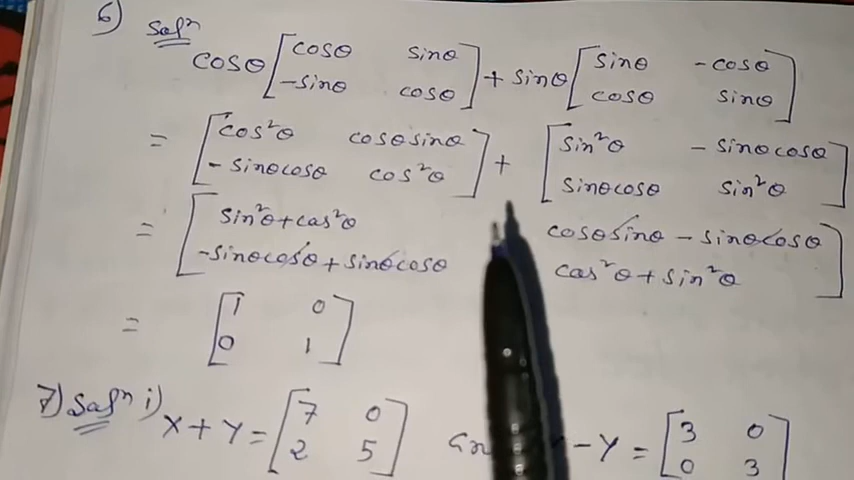 6) Solⁿ
cosθ [cosθ sinθ; -sinθ cosθ] + sinθ [sinθ -cosθ; cosθ sinθ]
= [cos²θ cosθsinθ; -sinθcosθ cos²θ] + [sin²θ -sinθcosθ; sinθcosθ sin²θ]
= [sin²θ+cos²θ cosθsinθ - sinθcosθ; -sinθcosθ + sinθcosθ cos²θ + sin²θ]
= [1 0; 0 1]
7) Solⁿ i) X+Y = [7 0; 2 5] -Y = [3 0; 0 3]